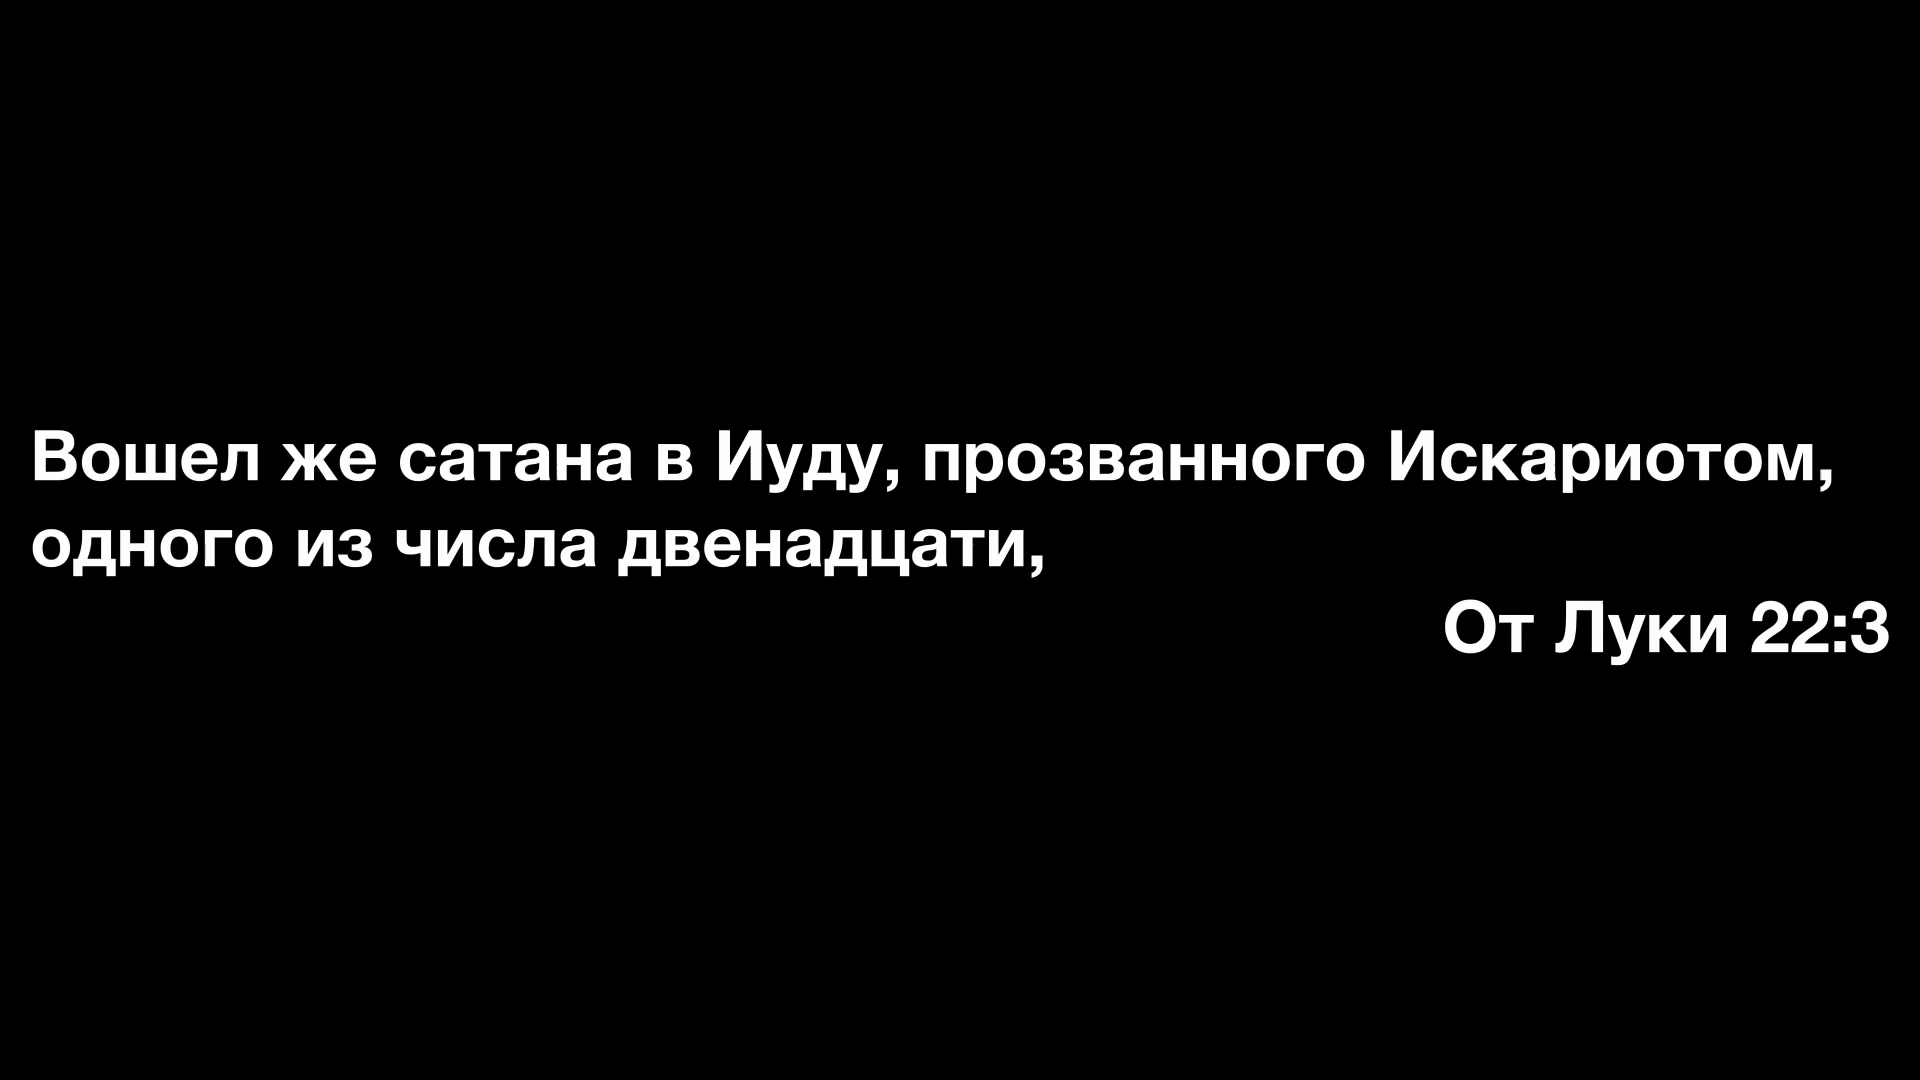 Вошел же сатана в Иуду, прозванного Искариотом,
одного из числа двенадцати,
От Луки 22:3